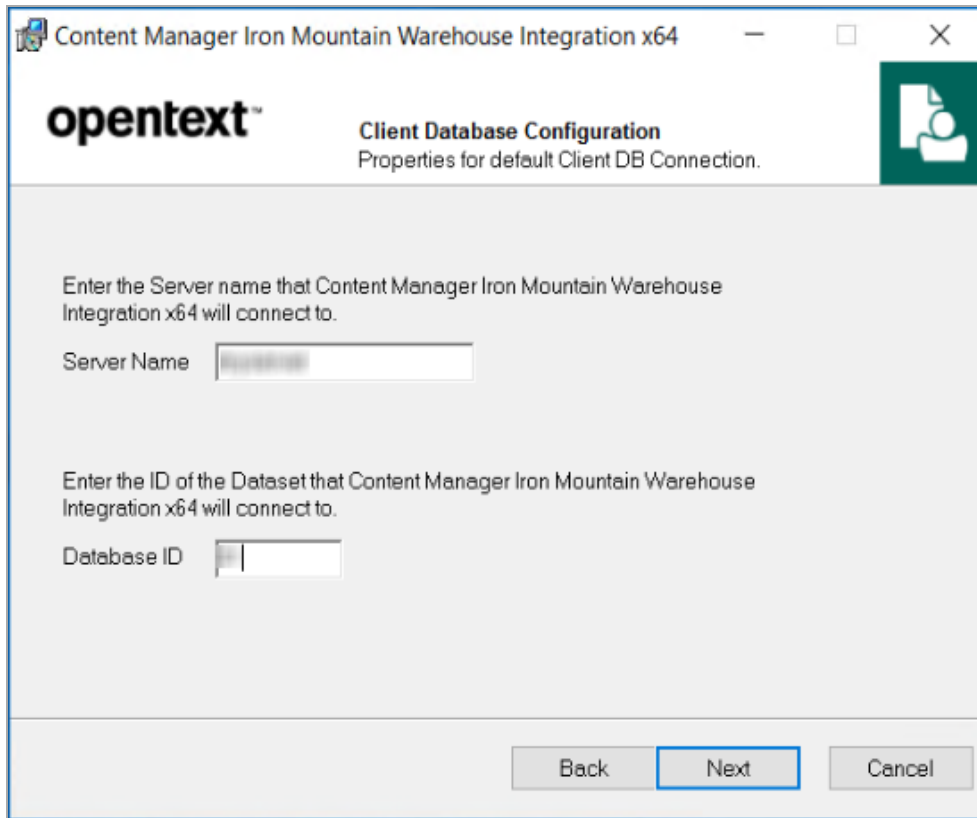 Content Manager Iron Mountain Warehouse Integration x64
opentext™
Client Database Configuration
Properties for default Client DB Connection.
Enter the Server name that Content Manager Iron Mountain Warehouse
Integration x64 will connect to.
Server Name
Enter the ID of the Dataset that Content Manager Iron Mountain Warehouse
Integration x64 will connect to.
Database ID
Back
Next
Cancel